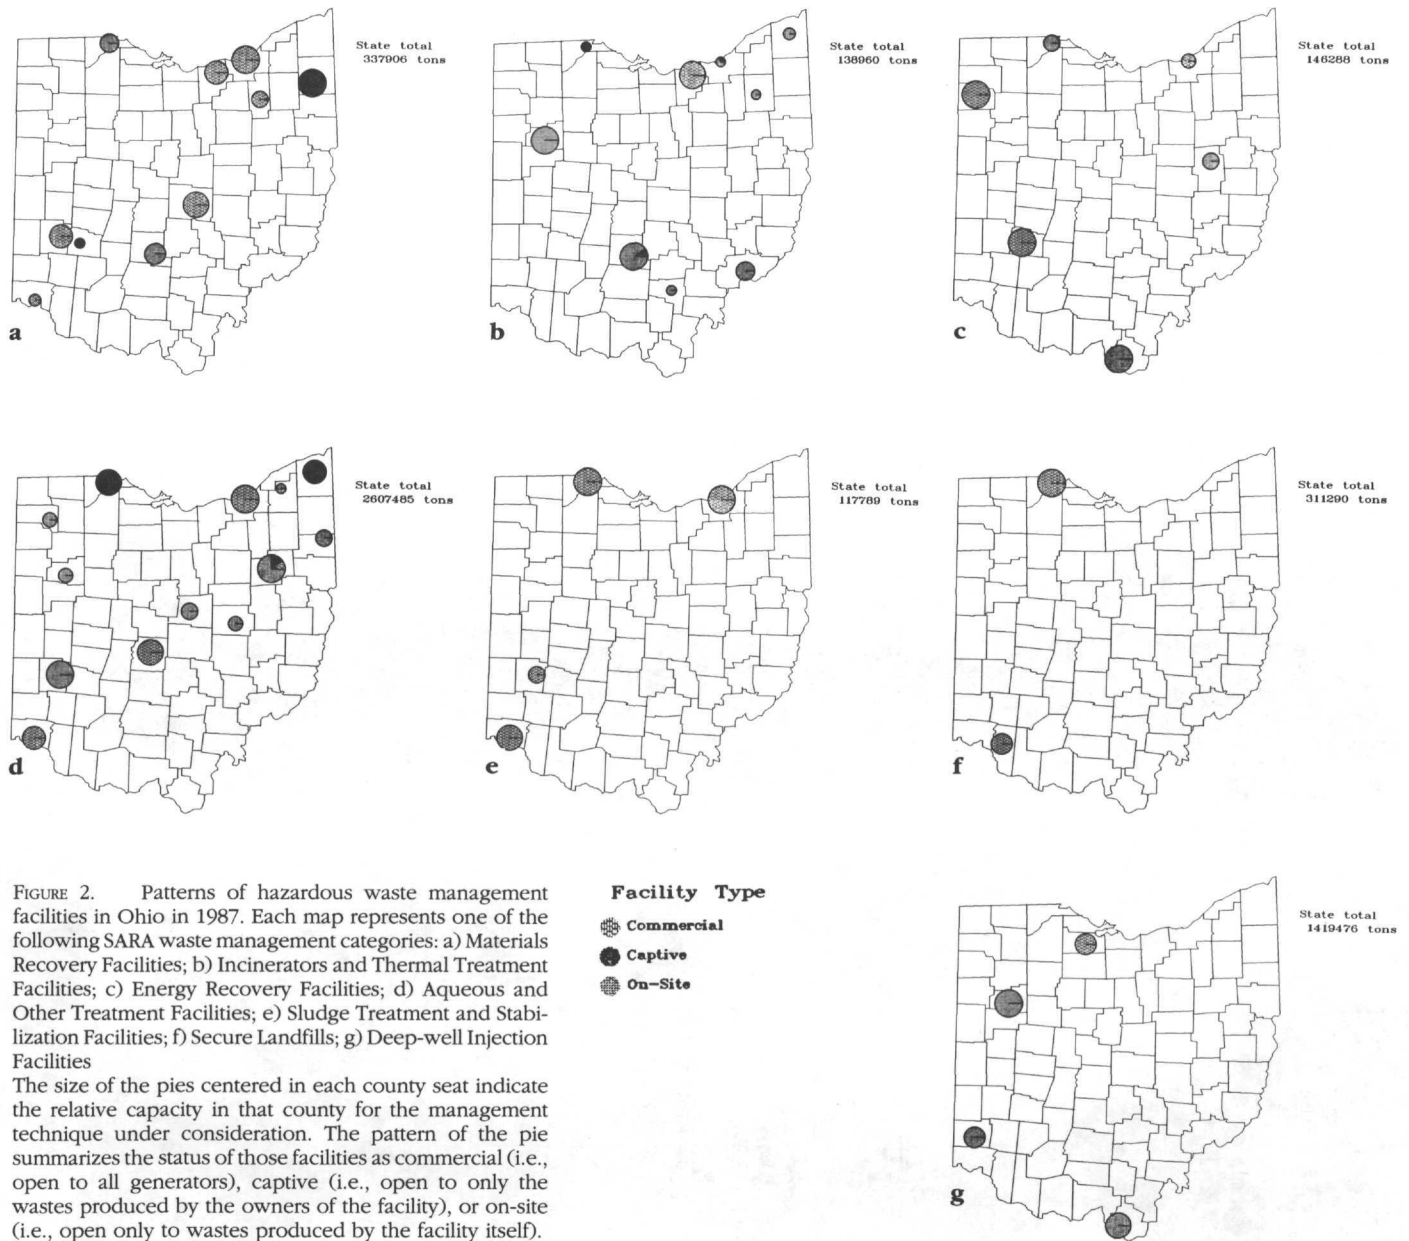 State total
337906 tons
a
State total
138960 tons
b
State total
146288 tons
c
State total
2607485 tons
d
State total
117789 tons
e
State total
311290 tons
f
FIGURE 2. Patterns of hazardous waste management
facilities in Ohio in 1987. Each map represents one of the
following SARA waste management categories: a) Materials
Recovery Facilities; b) Incinerators and Thermal Treatment
Facilities; c) Energy Recovery Facilities; d) Aqueous and
Other Treatment Facilities; e) Sludge Treatment and Stabi-
lization Facilities; f) Secure Landfills; g) Deep-well Injection
Facilities
The size of the pies centered in each county seat indicate
the relative capacity in that county for the management
technique under consideration. The pattern of the pie
summarizes the status of those facilities as commercial (i.e.,
open to all generators), captive (i.e., open to only the
wastes produced by the owners of the facility), or on-site
(i.e., open only to wastes produced by the facility itself).
Facility Type
Commercial
Captive
On-Site
State total
1419476 tons
g